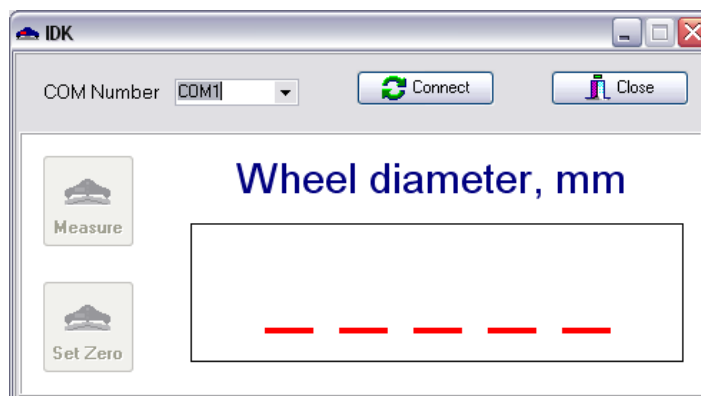 IDK
COM Number COM1 Connect Close
Wheel diameter, mm
Measure
_ _ _ _ _
Set Zero